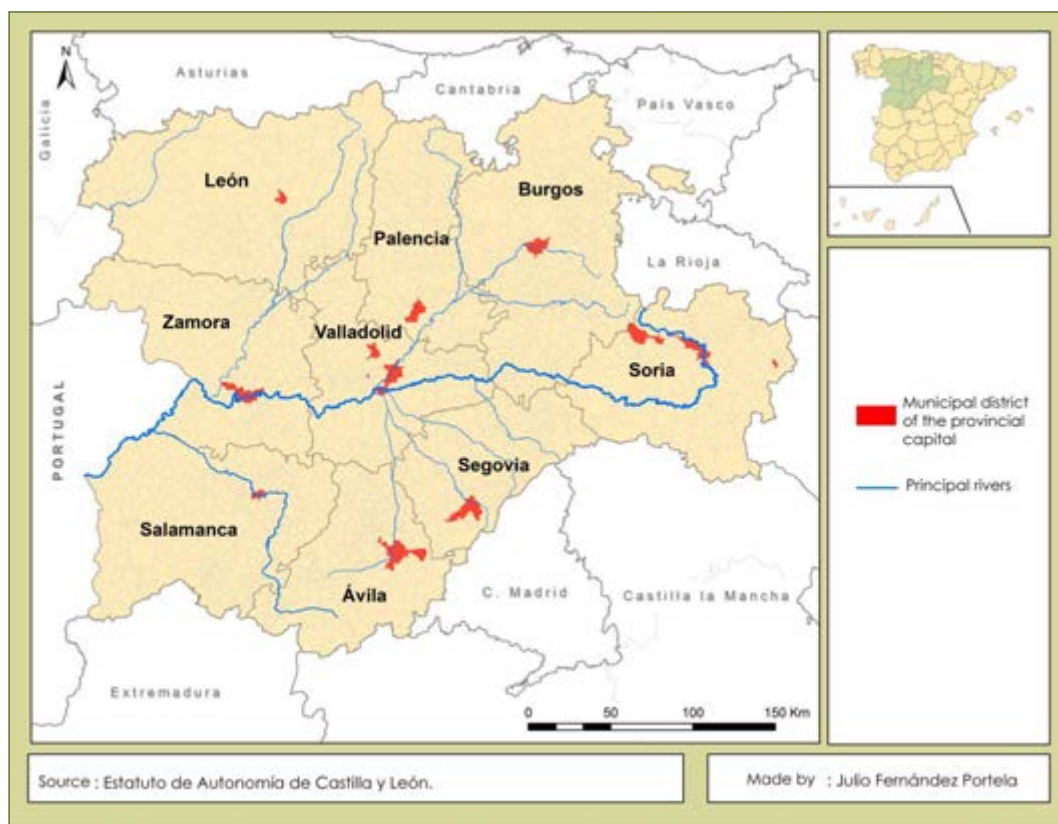 N
Asturias
Cantabria
País Vasco
Galicia
León
Burgos
Palencia
La Rioja
Zamora
Valladolid
Soria
PORTUGAL
Segovia
Salamanca
Ávila
C. Madrid
Castilla la Mancha
Extremadura
0 50 100 150 Km
Municipal district
of the provincial
capital
Principal rivers
Source : Estatuto de Autonomía de Castilla y León.
Made by : Julio Fernández Portela